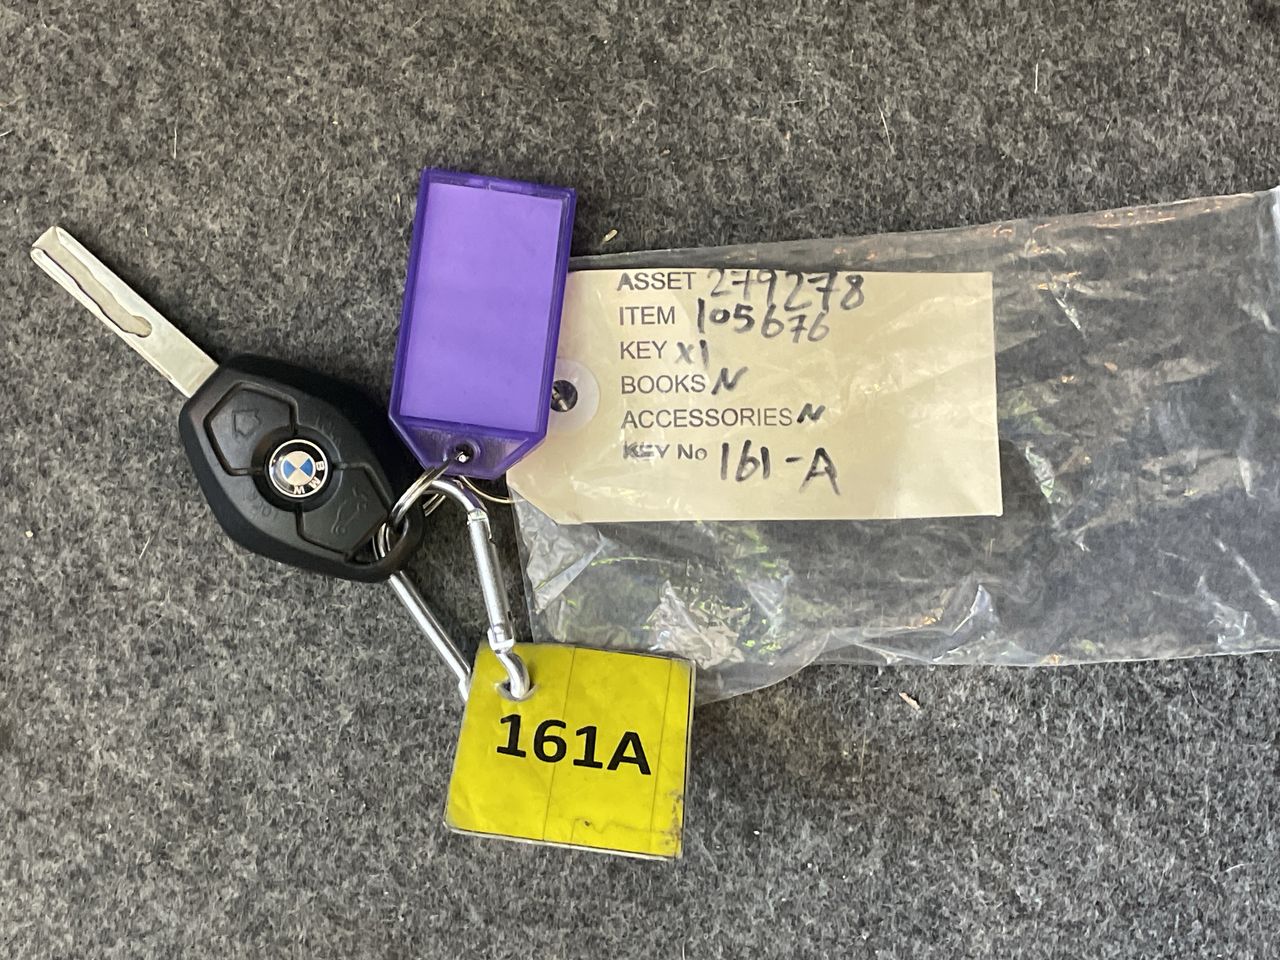 ASSET 279278
ITEM 105676
KEY x1
BOOKS N
ACCESSORIES N
KEY No 161-A
BMW
161A